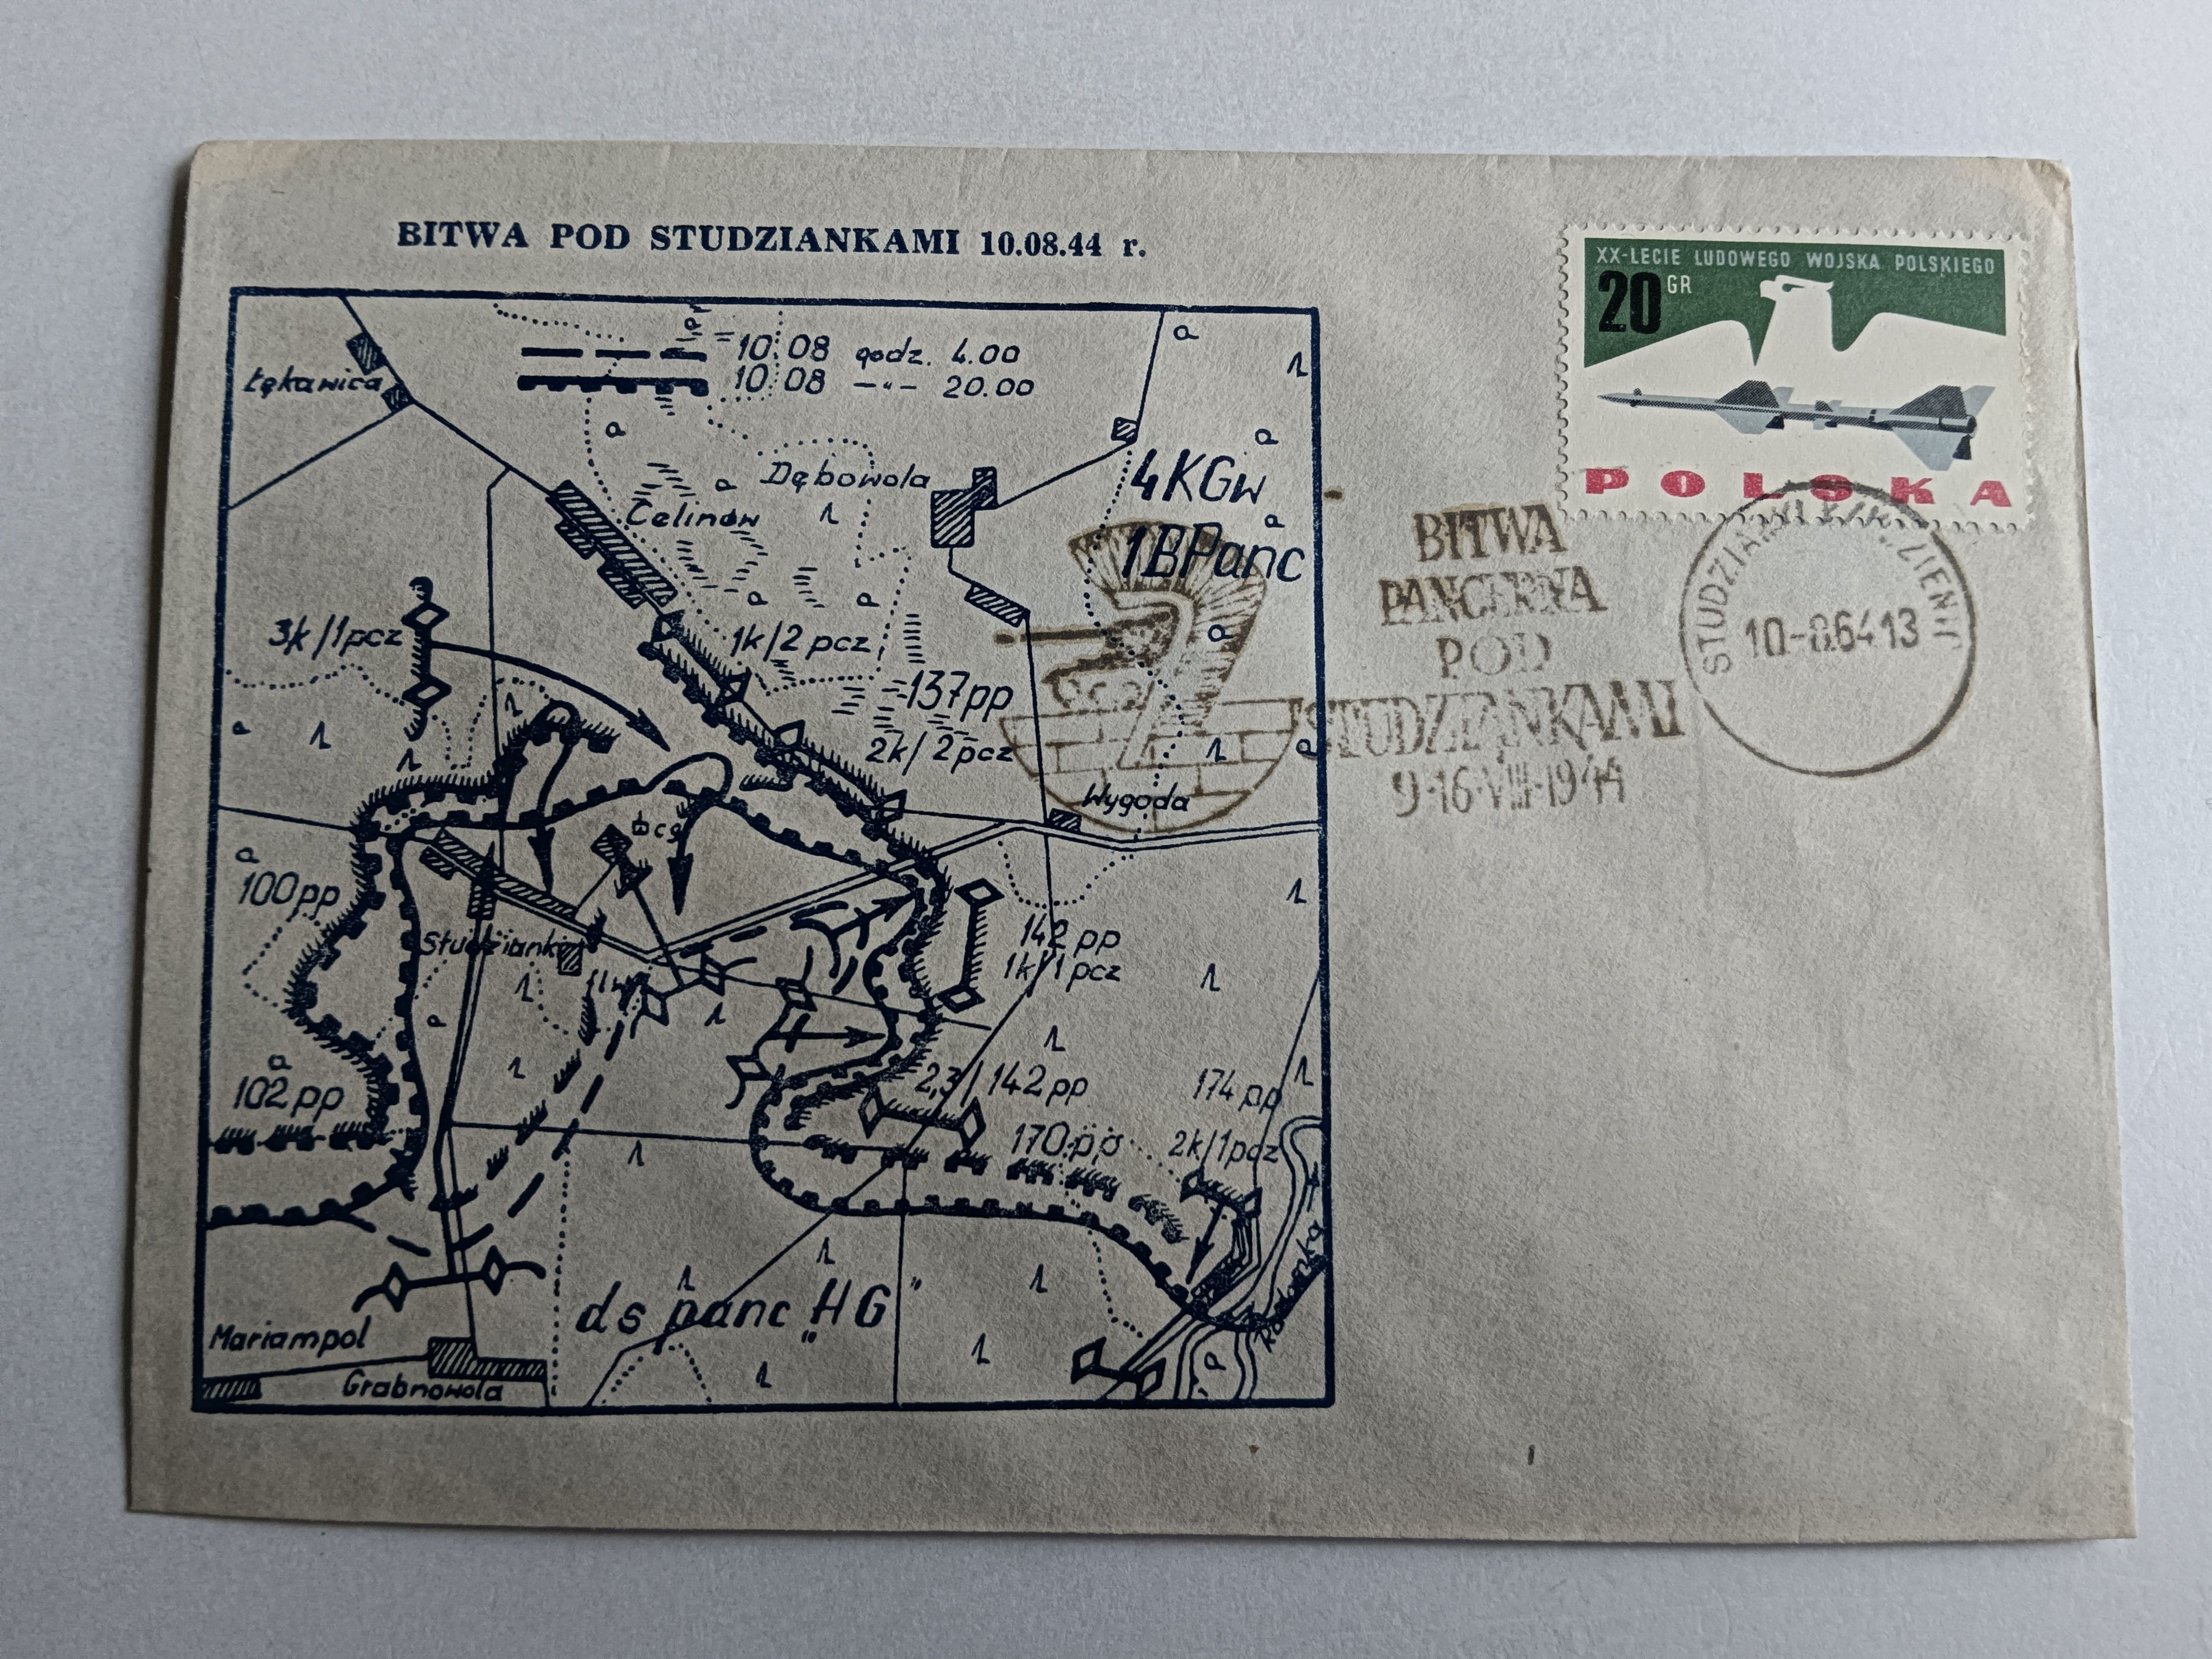 BITWA POD STUDZIANKAMI 10.08.44 r.
XX-LECIE LUDOWEGO WOJSKA POLSKIEGO
20 GR
POLSKA
10.08 godz. 4.00
10.08 -"- 20.00
Łękawica
Dębowola
Celinów
4KGw
1BPanc
3k/1pcz
1k/2pcz
137pp
2k/2pcz
BITWA
PANCERNA
POD
STUDZIANKAMI
9-16-VIII-1944
10-8.64 13
Wygoda
bcg
100pp
Studzianki
142pp
1k/1pcz
102pp
2,3/142pp
174pp
170pp
2k/1pcz
ds panc „HG"
Mariampol
Grabnowola